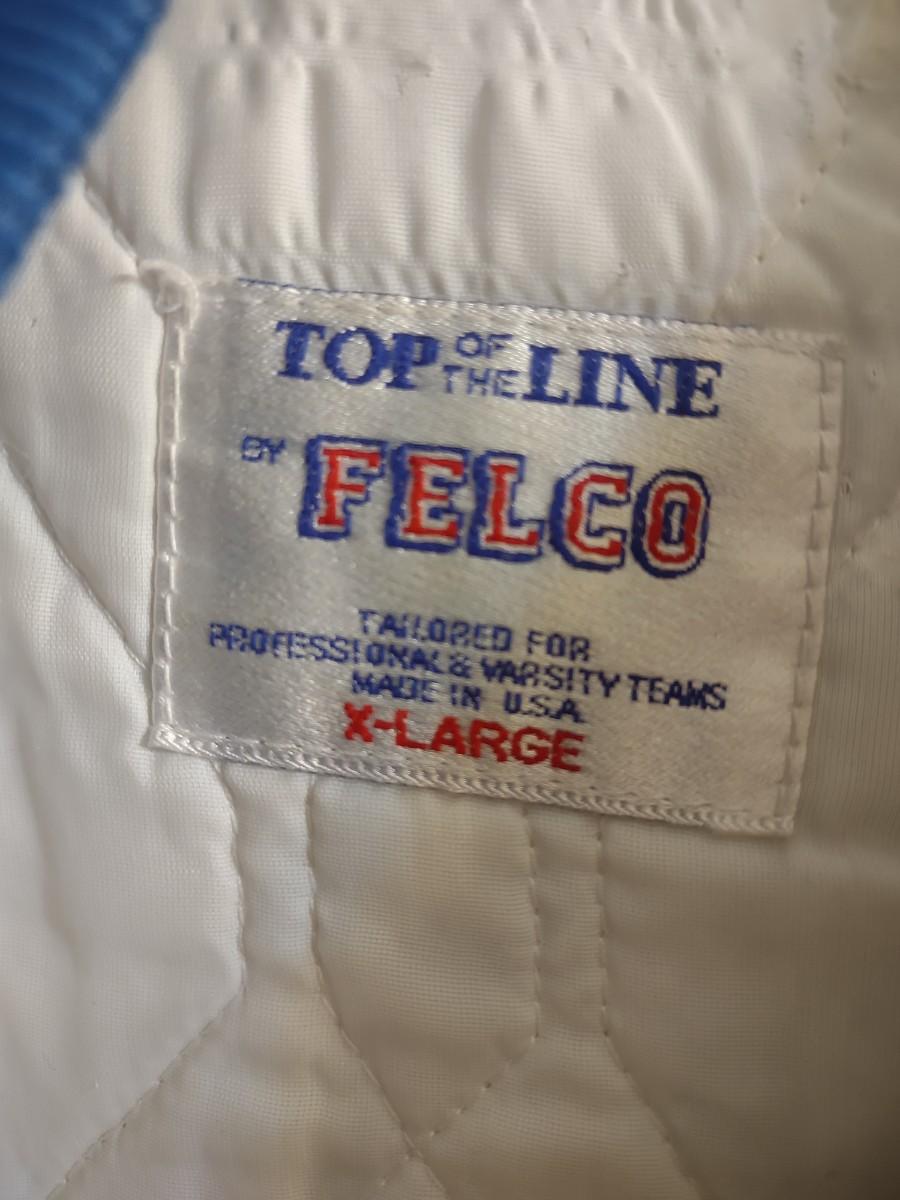 TOP OF THE LINE
BY FELCO
TAILORED FOR
PROFESSIONAL & VARSITY TEAMS
MADE IN U.S.A.
X-LARGE